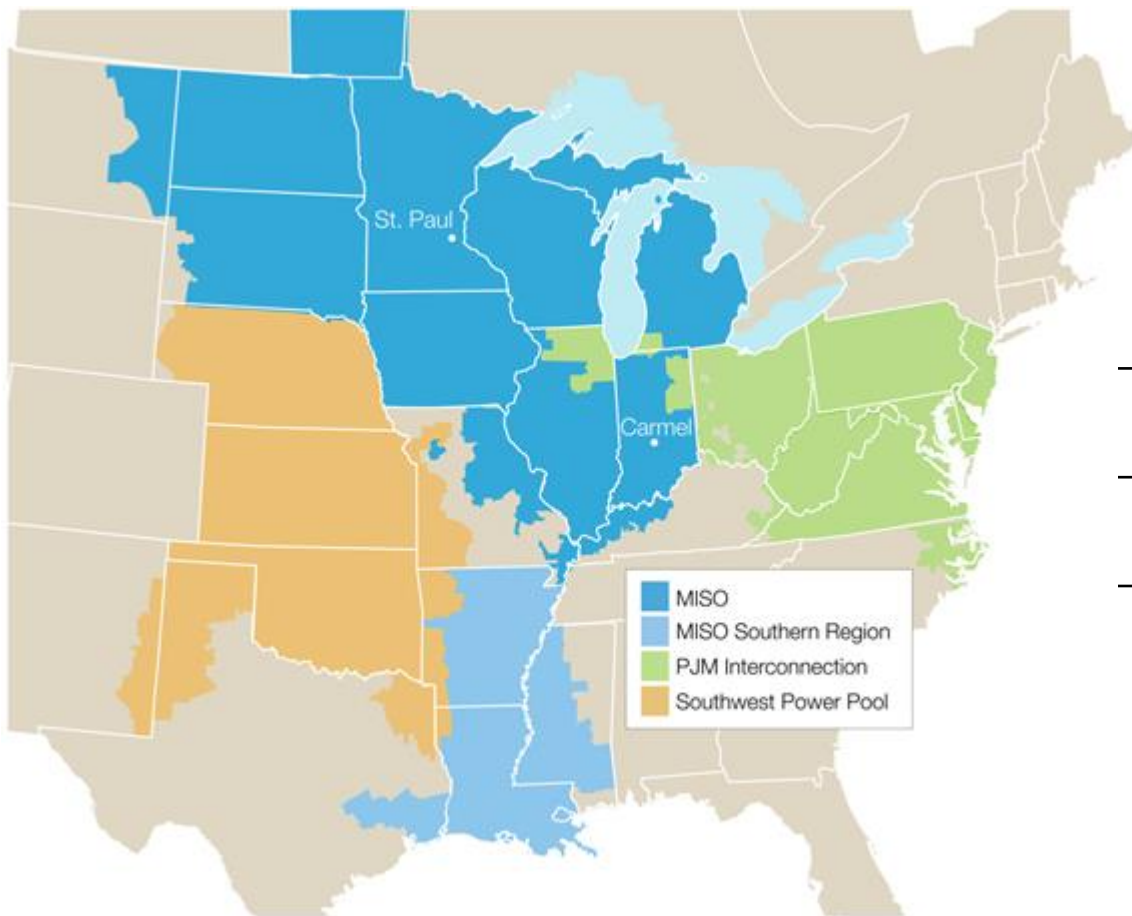 St. Paul
Carmel
MISO
MISO Southern Region
PJM Interconnection
Southwest Power Pool